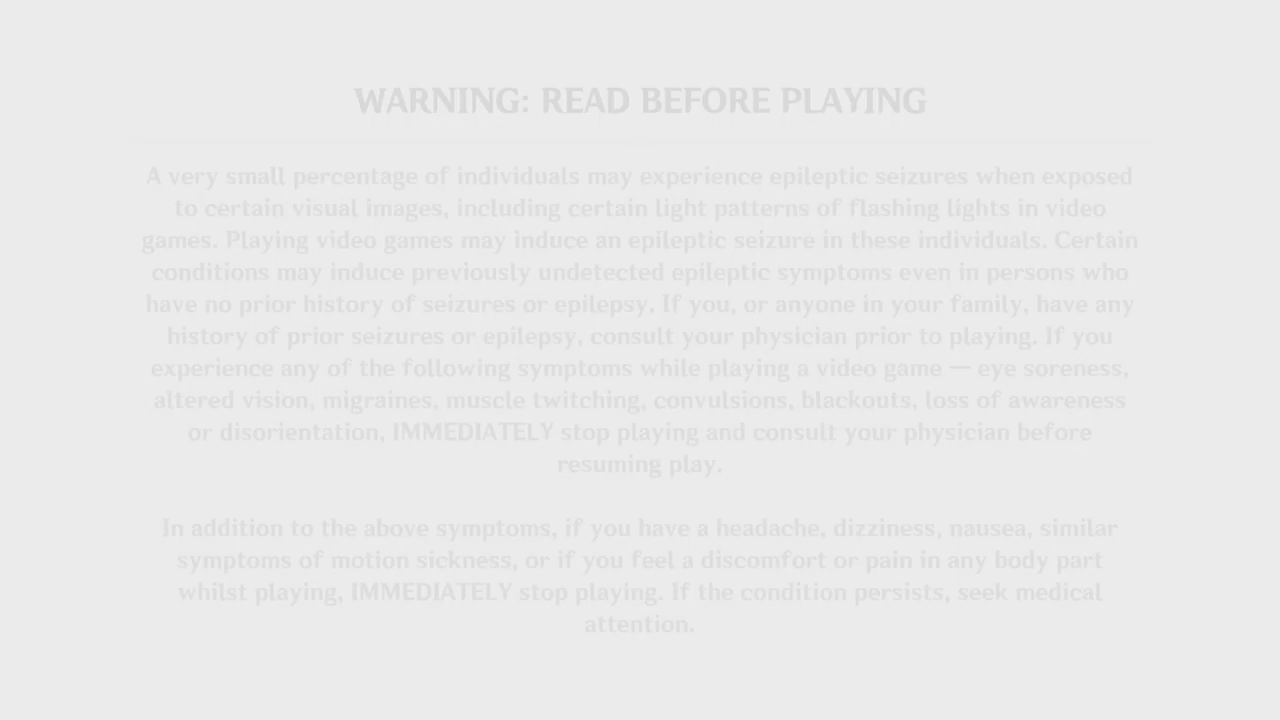 WARNING: READ BEFORE PLAYING
A very small percentage of individuals may experience epileptic seizures when exposed
to certain visual images, including certain light patterns of flashing lights in video
games. Playing video games may induce an epileptic seizure in these individuals. Certain
conditions may induce previously undetected epileptic symptoms even in persons who
have no prior history of seizures or epilepsy. If you, or anyone in your family, have any
history of prior seizures or epilepsy, consult your physician prior to playing. If you
experience any of the following symptoms while playing a video game — eye soreness,
altered vision, migraines, muscle twitching, convulsions, blackouts, loss of awareness
or disorientation, IMMEDIATELY stop playing and consult your physician before
resuming play.
In addition to the above symptoms, if you have a headache, dizziness, nausea, similar
symptoms of motion sickness, or if you feel a discomfort or pain in any body part
whilst playing, IMMEDIATELY stop playing. If the condition persists, seek medical
attention.